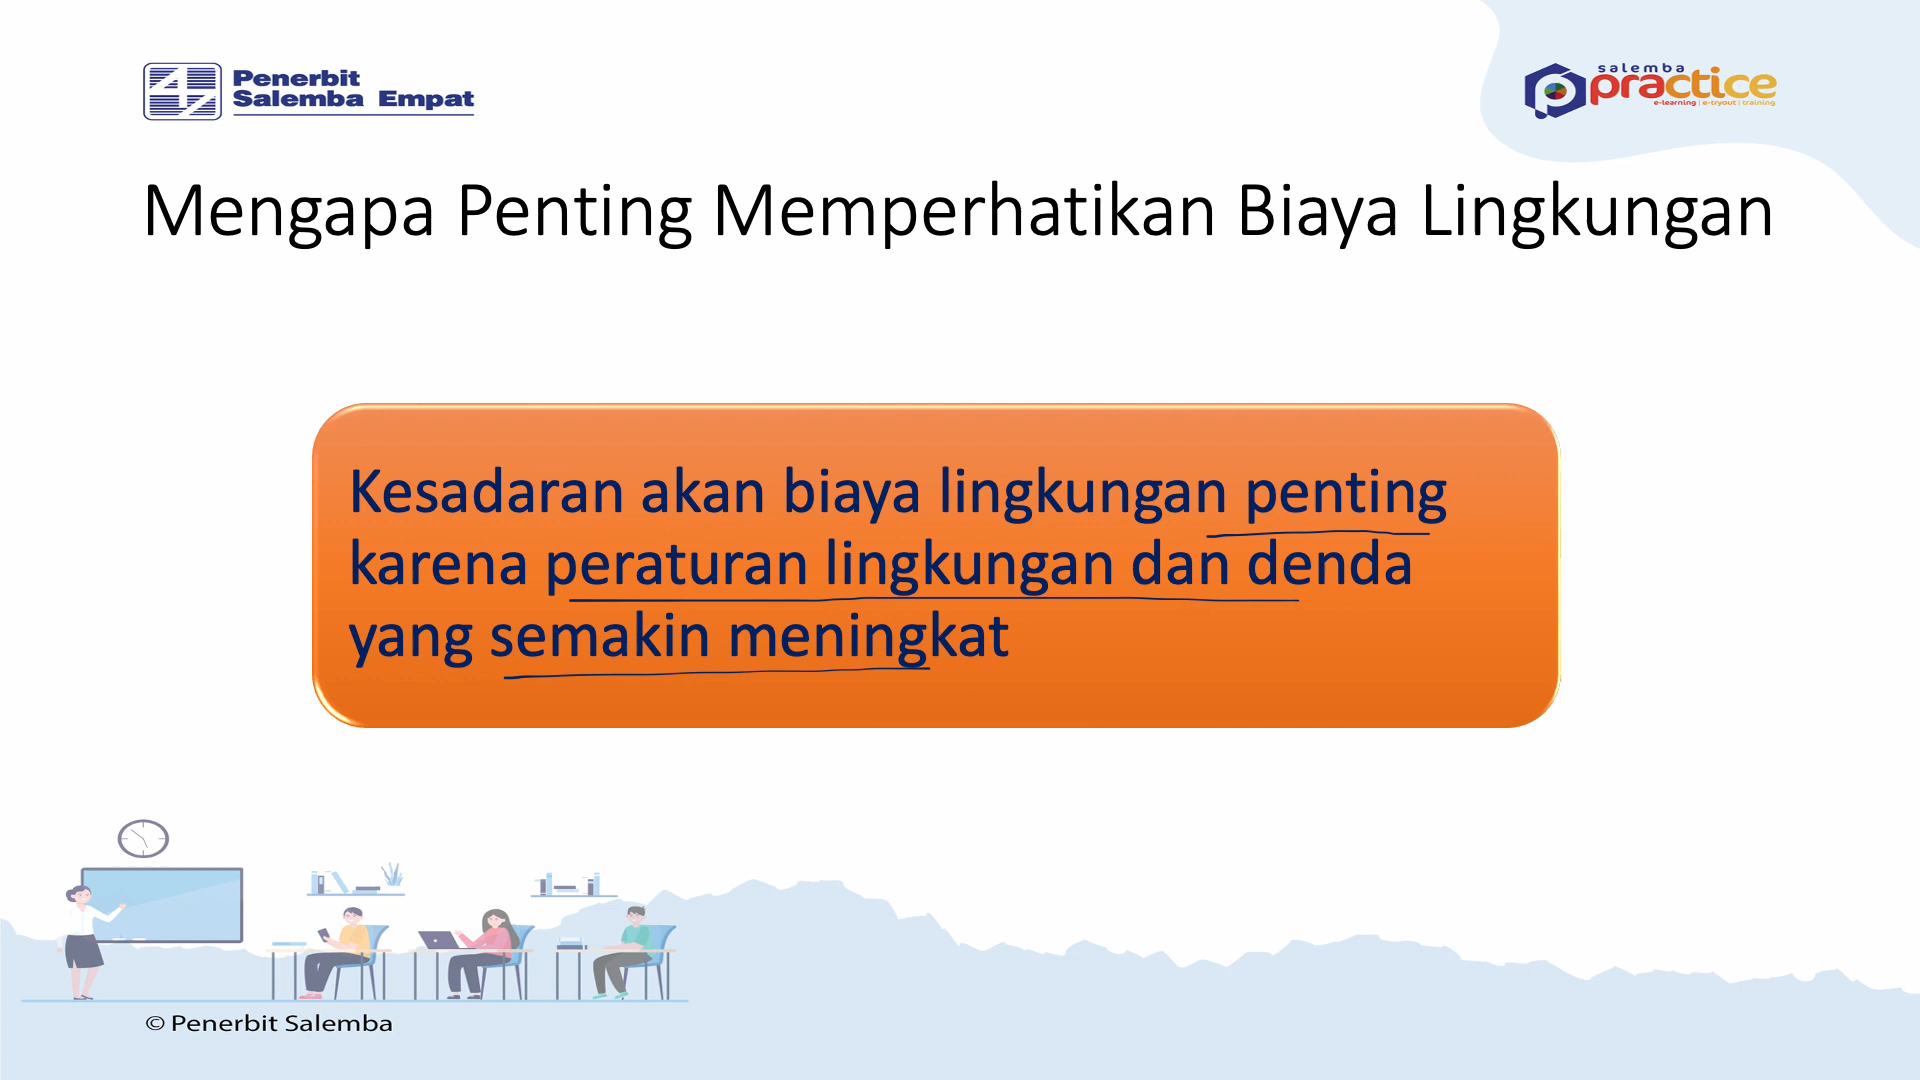 Penerbit
Salemba Empat
salemba
practice
e-learning | e-tryout | training
Mengapa Penting Memperhatikan Biaya Lingkungan
Kesadaran akan biaya lingkungan penting
karena peraturan lingkungan dan denda
yang semakin meningkat
© Penerbit Salemba